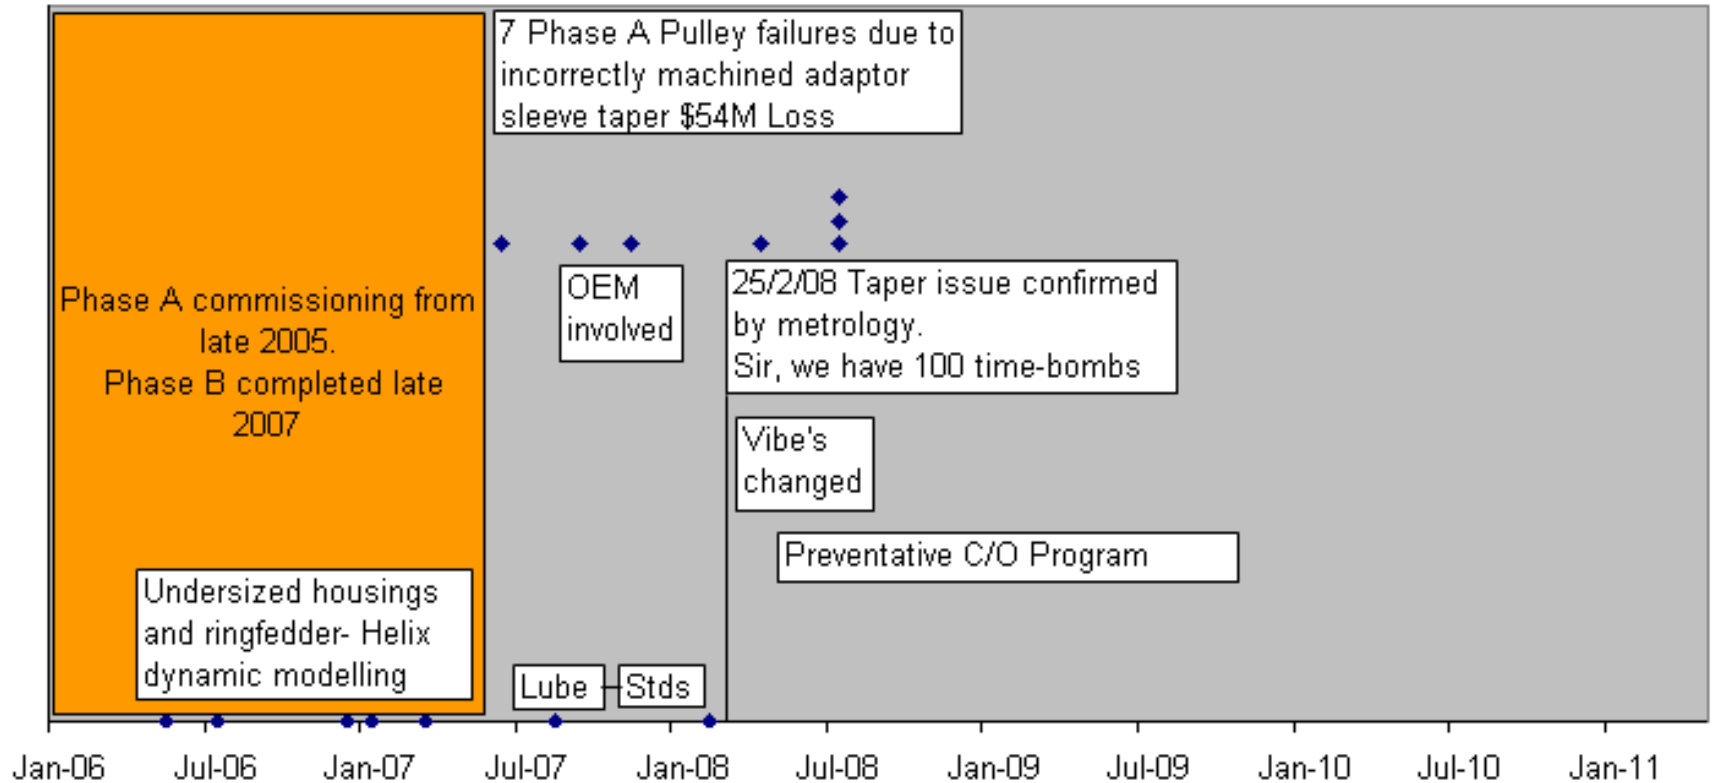 7 Phase A Pulley failures due to
incorrectly machined adaptor
sleeve taper $54M Loss
Phase A commissioning from
late 2005.
Phase B completed late
2007
OEM
involved
25/2/08 Taper issue confirmed
by metrology.
Sir, we have 100 time-bombs
Vibe's
changed
Preventative C/O Program
Undersized housings
and ringfedder- Helix
dynamic modelling
Lube
Stds
Jan-06 Jul-06 Jan-07 Jul-07 Jan-08 Jul-08 Jan-09 Jul-09 Jan-10 Jul-10 Jan-11